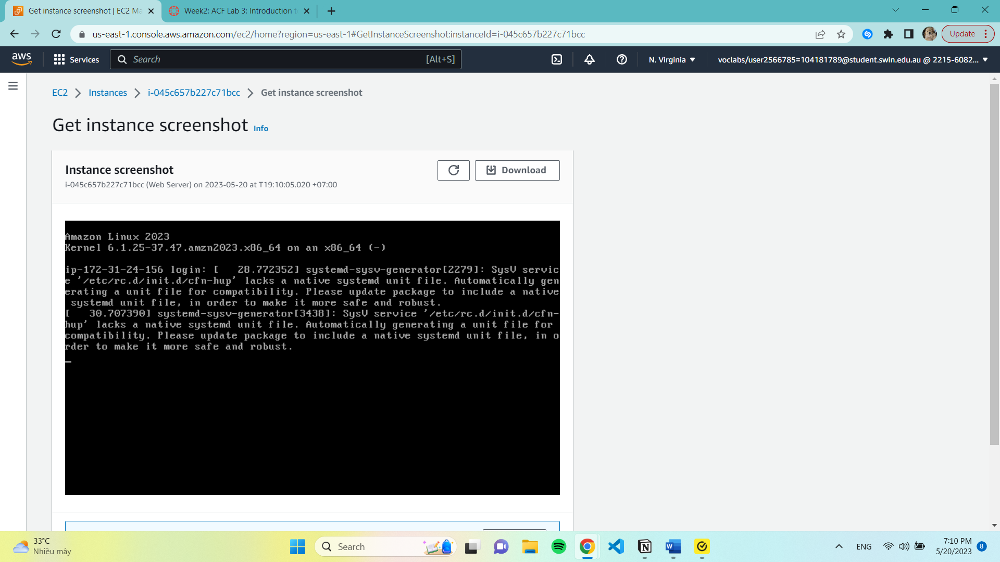 Get instance screenshot | EC2 Ma
Week2: ACF Lab 3: Introduction t
us-east-1.console.aws.amazon.com/ec2/home?region=us-east-1#GetInstanceScreenshot:instanceId=i-045c657b227c71bcc
Update
aws
Services
Search
[Alt+S]
N. Virginia
voclabs/user2566785=104181789@student.swin.edu.au @ 2215-6082...
EC2
Instances
i-045c657b227c71bcc
Get instance screenshot
Get instance screenshot Info
Instance screenshot
Download
i-045c657b227c71bcc (Web Server) on 2023-05-20 at T19:10:05.020 +07:00
Amazon Linux 2023
Kernel 6.1.25-37.47.amzn2023.x86_64 on an x86_64 (-)
ip-172-31-24-156 login: [   28.772352] systemd-sysv-generator[2279]: SysV servic
e '/etc/rc.d/init.d/cfn-hup' lacks a native systemd unit file. Automatically gen
erating a unit file for compatibility. Please update package to include a native
systemd unit file, in order to make it more safe and robust.
[   30.707390] systemd-sysv-generator[3438]: SysV service '/etc/rc.d/init.d/cfn-
hup' lacks a native systemd unit file. Automatically generating a unit file for
compatibility. Please update package to include a native systemd unit file, in o
rder to make it more safe and robust.
_
33°C
Nhiều mây
Search
ENG
7:10 PM
5/20/2023
8